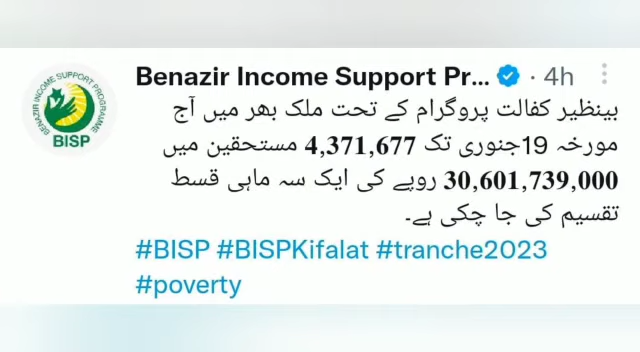 BENAZIR INCOME SUPPORT PROGRAMME
BISP
Benazir Income Support Pr... · 4h
بینظیر کفالت پروگرام کے تحت ملک بھر میں آج
مورخہ 19جنوری تک 4,371,677 مستحقین میں
30,601,739,000 روپے کی ایک سہ ماہی قسط
تقسیم کی جا چکی ہے۔
#BISP #BISPKifalat #tranche2023
#poverty